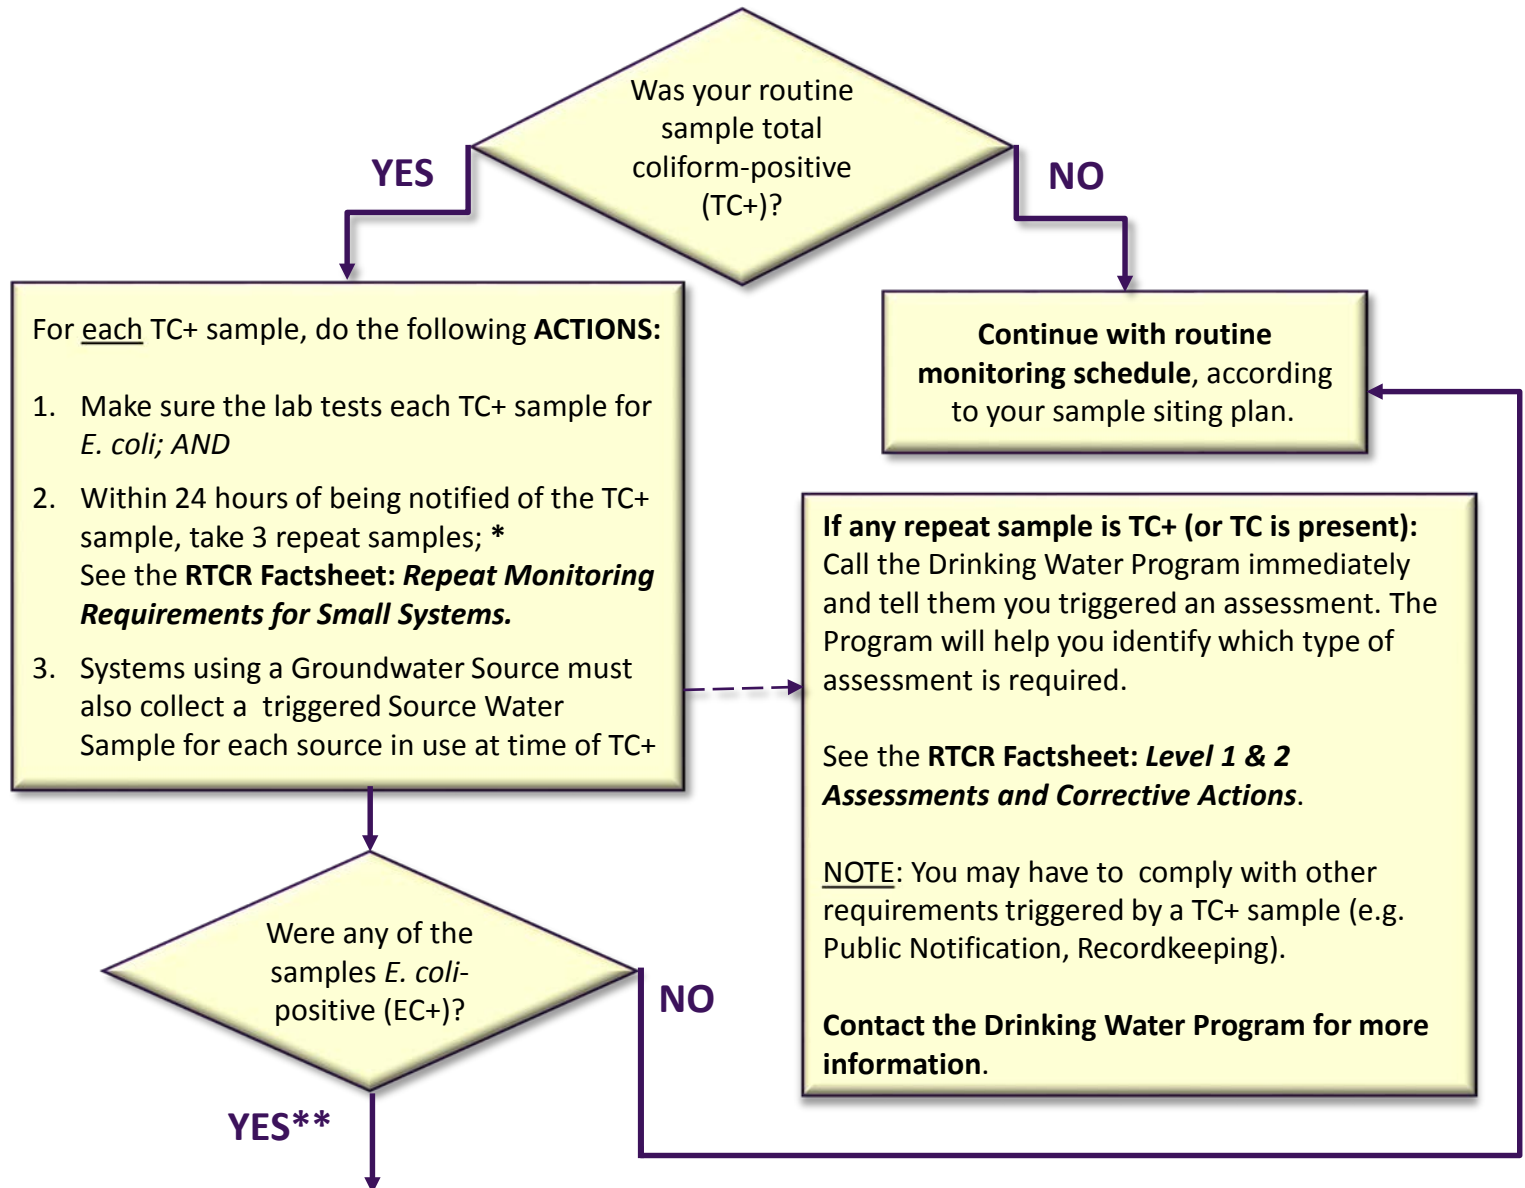 Was your routine
sample total
coliform-positive
(TC+)?
YES
NO
For each TC+ sample, do the following ACTIONS:
1. Make sure the lab tests each TC+ sample for
E. coli; AND
2. Within 24 hours of being notified of the TC+
sample, take 3 repeat samples; *
See the RTCR Factsheet: Repeat Monitoring
Requirements for Small Systems.
3. Systems using a Groundwater Source must
also collect a triggered Source Water
Sample for each source in use at time of TC+
Continue with routine
monitoring schedule, according
to your sample siting plan.
If any repeat sample is TC+ (or TC is present):
Call the Drinking Water Program immediately
and tell them you triggered an assessment. The
Program will help you identify which type of
assessment is required.
See the RTCR Factsheet: Level 1 & 2
Assessments and Corrective Actions.
NOTE: You may have to comply with other
requirements triggered by a TC+ sample (e.g.
Public Notification, Recordkeeping).
Contact the Drinking Water Program for more
information.
Were any of the
samples E. coli-
positive (EC+)?
NO
YES**